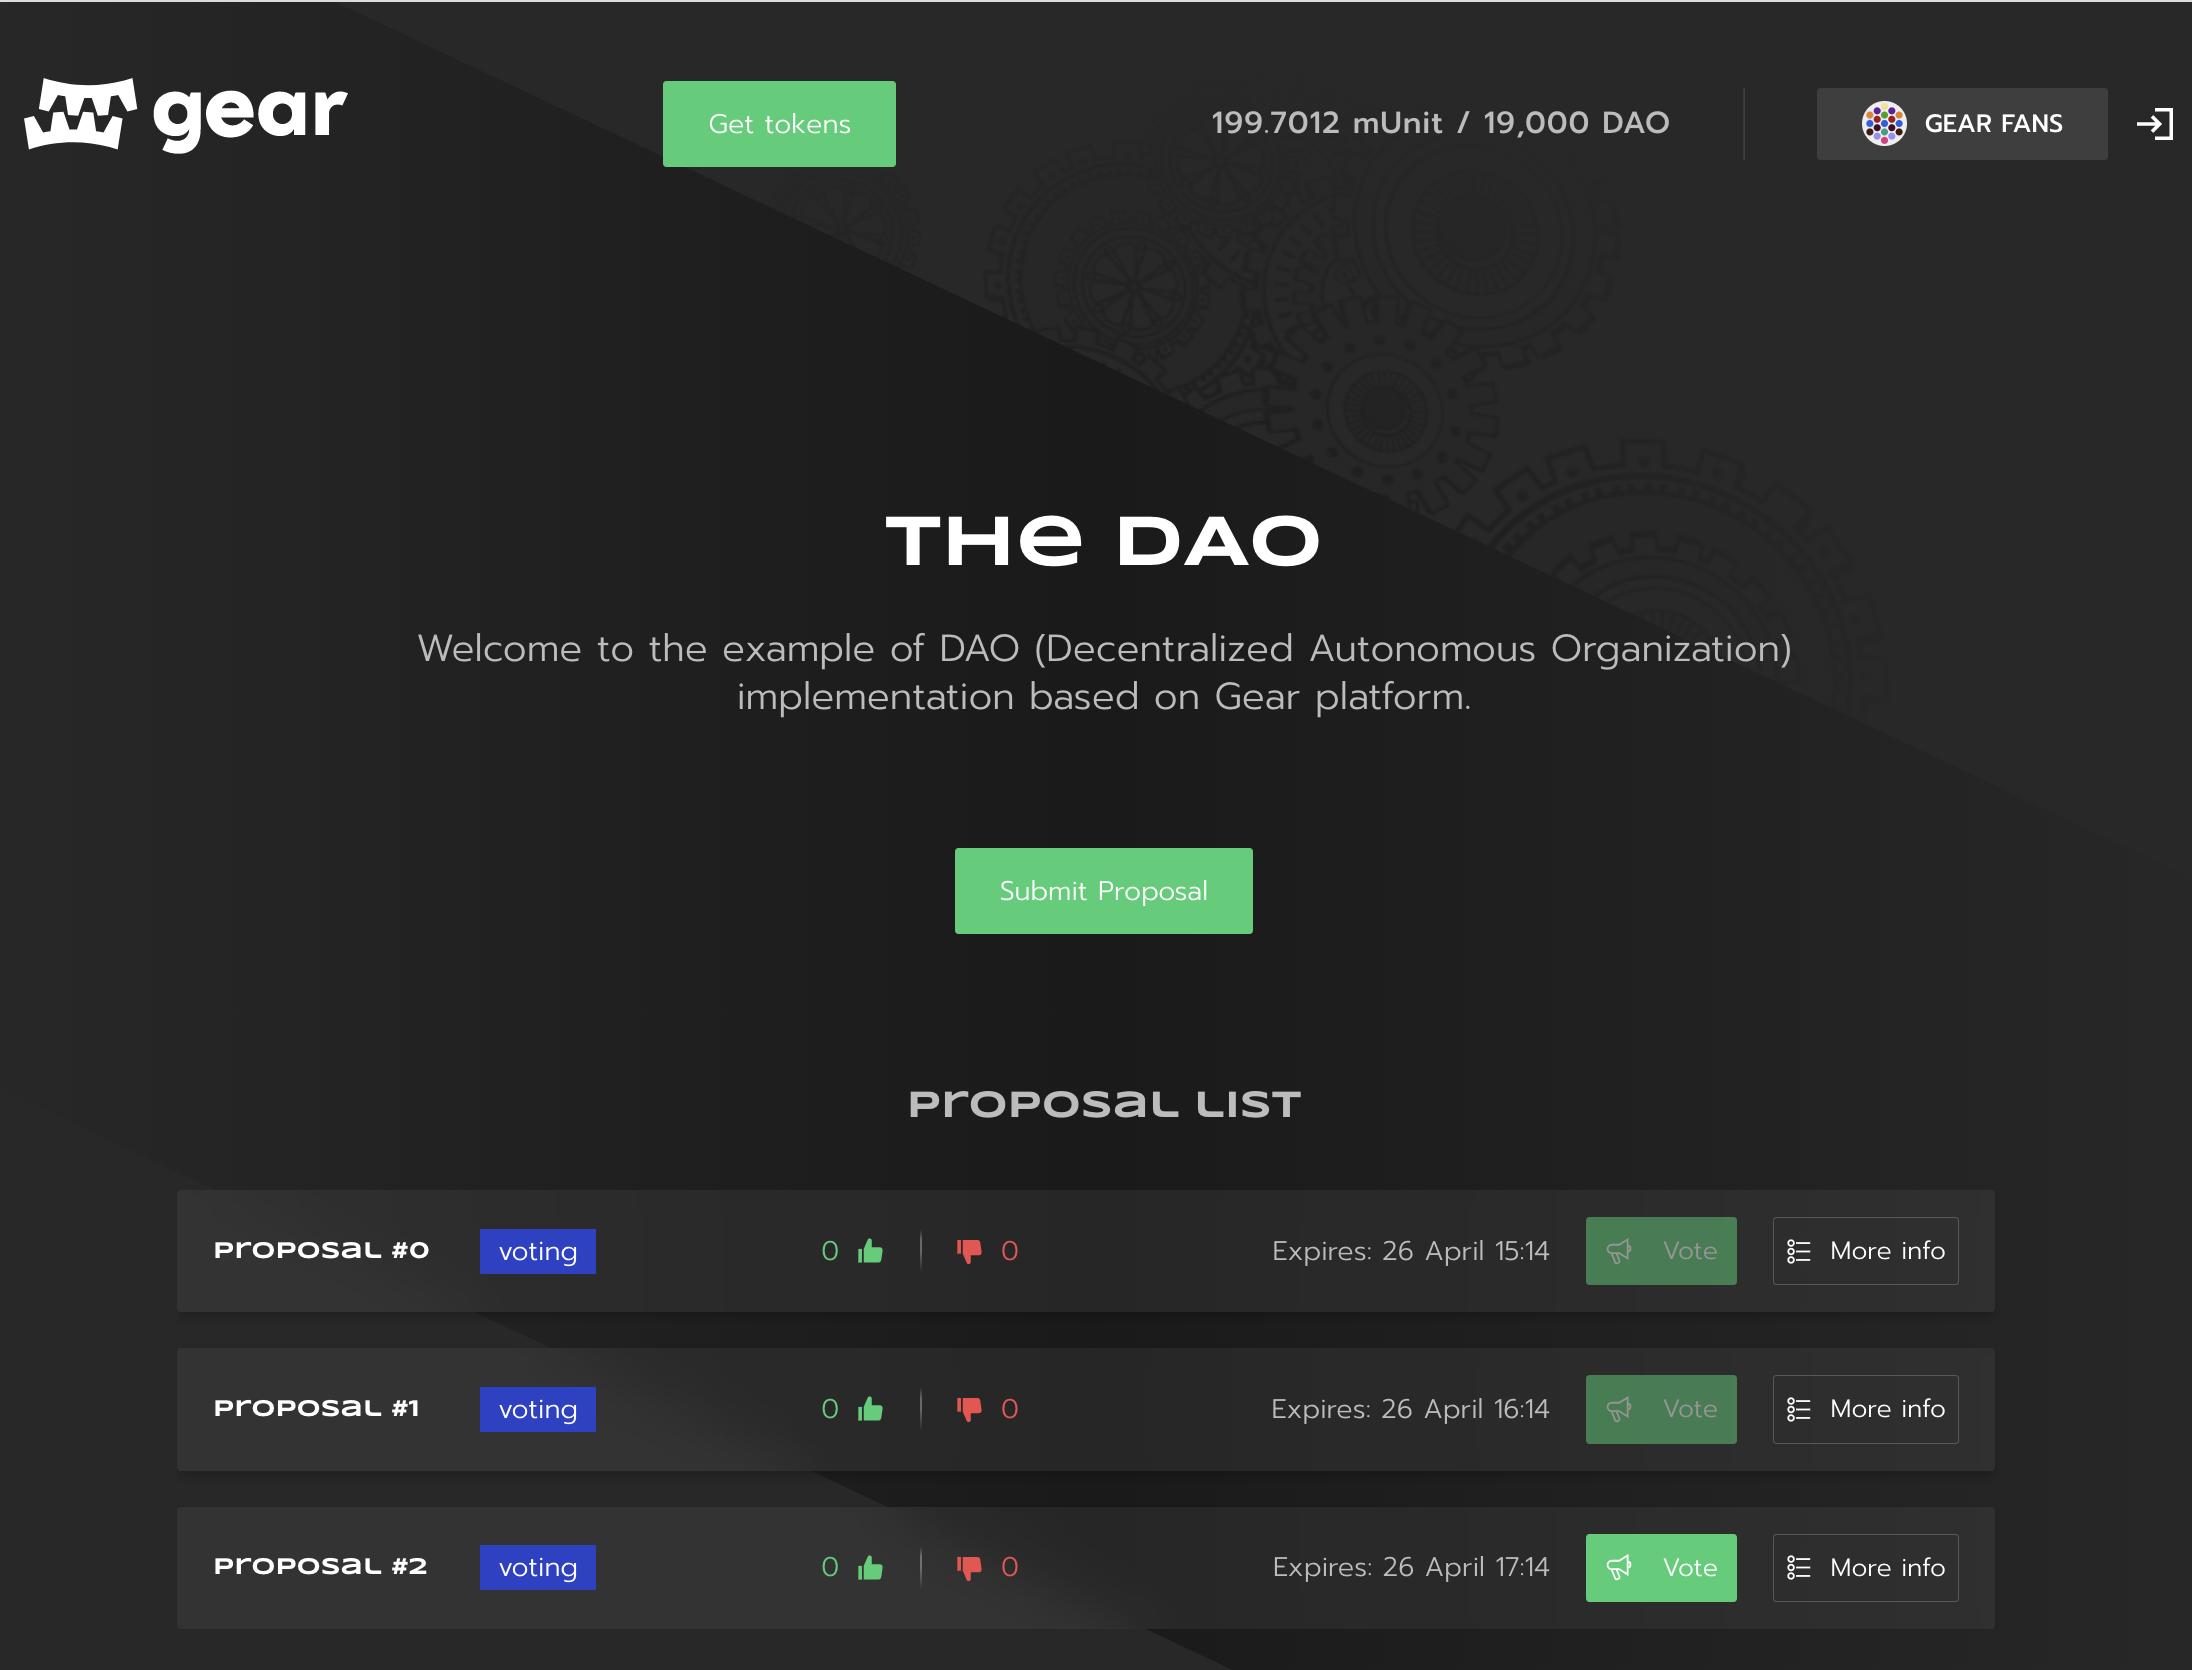 gear
Get tokens
199.7012 mUnit / 19,000 DAO
GEAR FANS
THe DAO
Welcome to the example of DAO (Decentralized Autonomous Organization)
implementation based on Gear platform.
Submit Proposal
Proposal list
Proposal #0 voting 0 0 Expires: 26 April 15:14 Vote More info
Proposal #1 voting 0 0 Expires: 26 April 16:14 Vote More info
Proposal #2 voting 0 0 Expires: 26 April 17:14 Vote More info